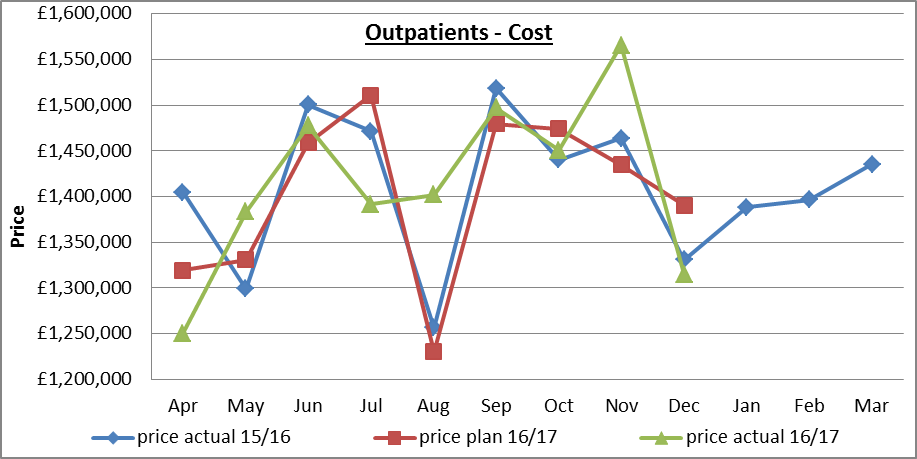 Outpatients - Cost
£1,600,000
£1,550,000
£1,500,000
£1,450,000
£1,400,000
£1,350,000
£1,300,000
£1,250,000
£1,200,000
Price
Apr May Jun Jul Aug Sep Oct Nov Dec Jan Feb Mar
price actual 15/16 price plan 16/17 price actual 16/17